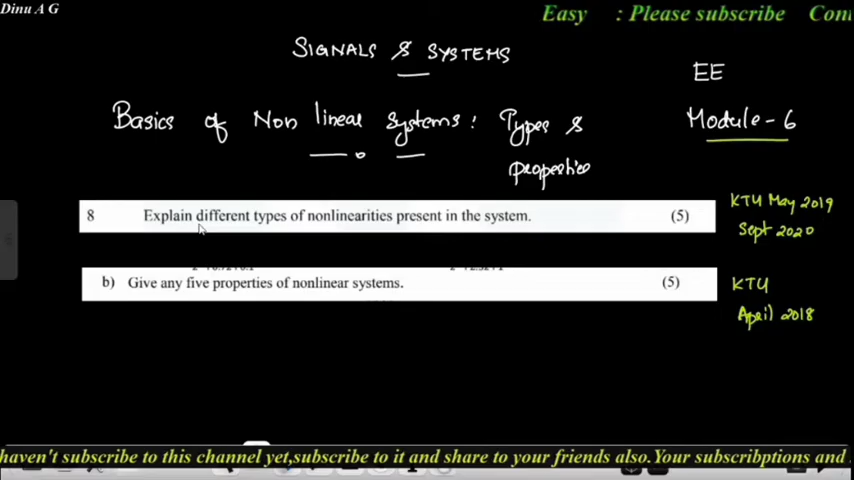 Dinu A G
Easy : Please subscribe Com
SIGNALS & SYSTEMS
EE
Basics of Non linear systems : Types &
properties
Module - 6
8 Explain different types of nonlinearities present in the system. (5)
KTU May 2019
Sept 2020
b) Give any five properties of nonlinear systems. (5)
KTU
April 2018
haven't subscribe to this channel yet,subscribe to it and share to your friends also.Your subscribptions and